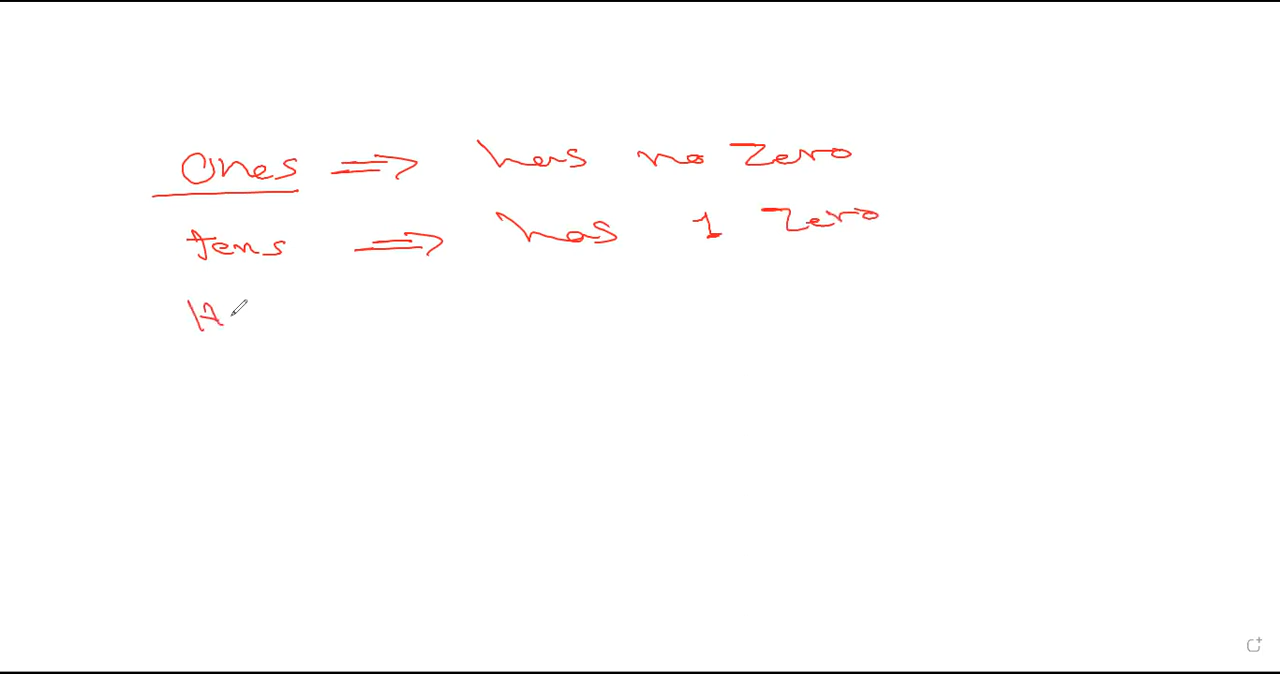 Ones ⇒ has no Zero
tens ⇒ has 1 Zero
H